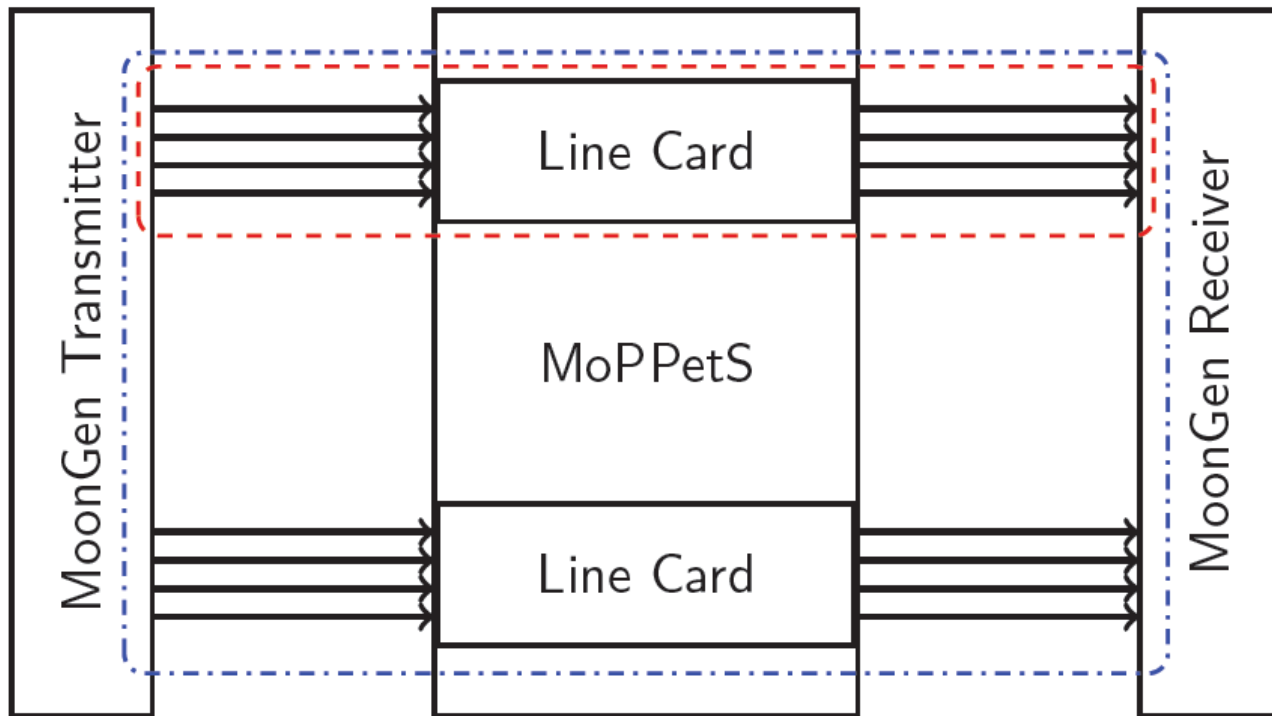 MoonGen Transmitter
Line Card
MoPPetS
Line Card
MoonGen Receiver